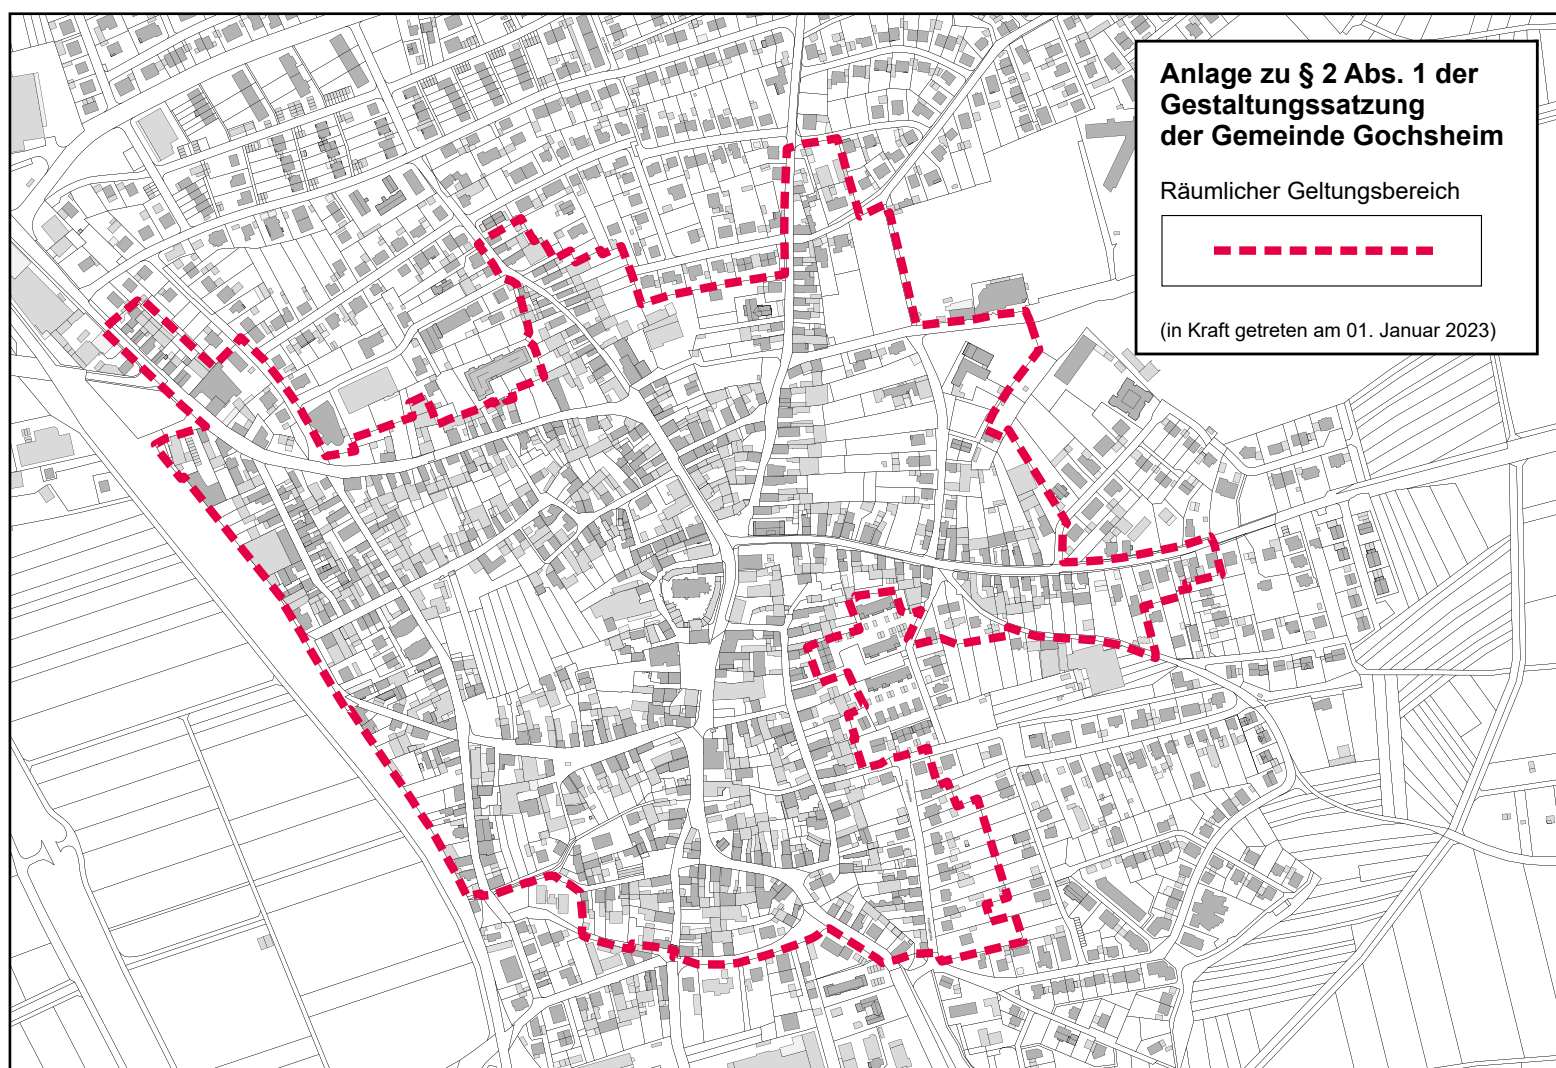 Anlage zu § 2 Abs. 1 der
Gestaltungssatzung
der Gemeinde Gochsheim
Räumlicher Geltungsbereich
(in Kraft getreten am 01. Januar 2023)